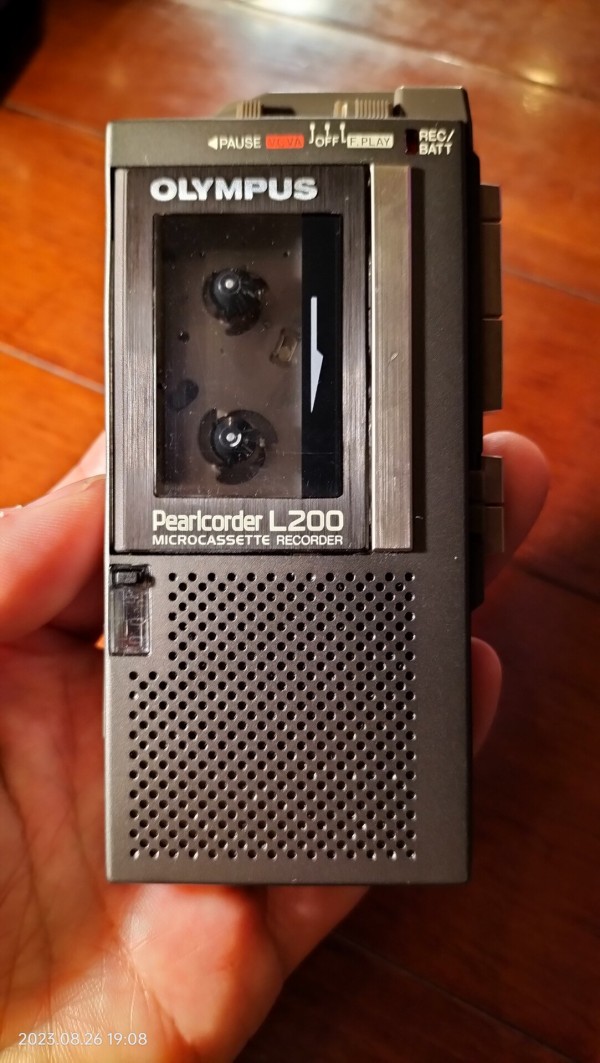 ◀PAUSE VCVA OFF F.PLAY REC/
BATT
OLYMPUS
Pearlcorder L200
MICROCASSETTE RECORDER
2023.08.26 19:08